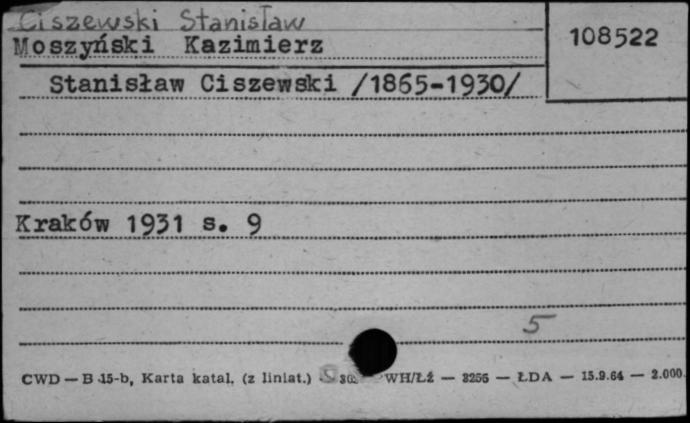 Ciszewski Stanisław
108522
Moszyński Kazimierz
Stanisław Ciszewski /1865-1930/
Kraków 1931 s. 9
5
CWD — B 15-b, Karta katal. (z liniat.) WH/ŁŻ — 3256 — ŁDA — 15.9.64 — 2.000.